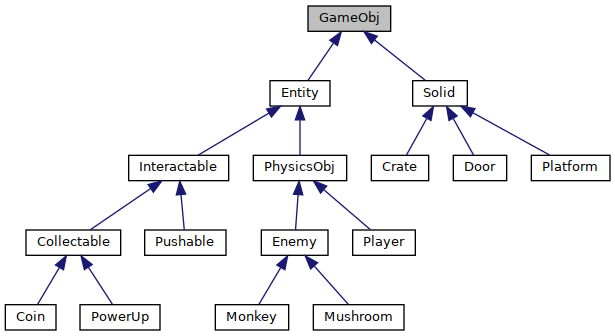 GameObj
Entity
Solid
Interactable
PhysicsObj
Crate
Door
Platform
Collectable
Pushable
Enemy
Player
Coin
PowerUp
Monkey
Mushroom